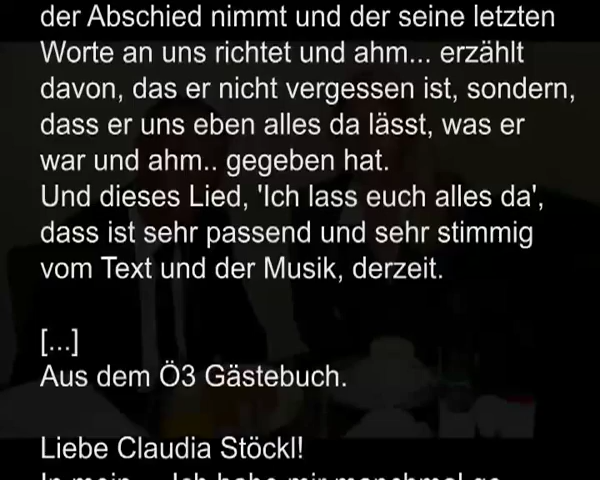 der Abschied nimmt und der seine letzten
Worte an uns richtet und ahm... erzählt
davon, das er nicht vergessen ist, sondern,
dass er uns eben alles da lässt, was er
war und ahm.. gegeben hat.
Und dieses Lied, 'Ich lass euch alles da',
dass ist sehr passend und sehr stimmig
vom Text und der Musik, derzeit.
[...]
Aus dem Ö3 Gästebuch.
Liebe Claudia Stöckl!